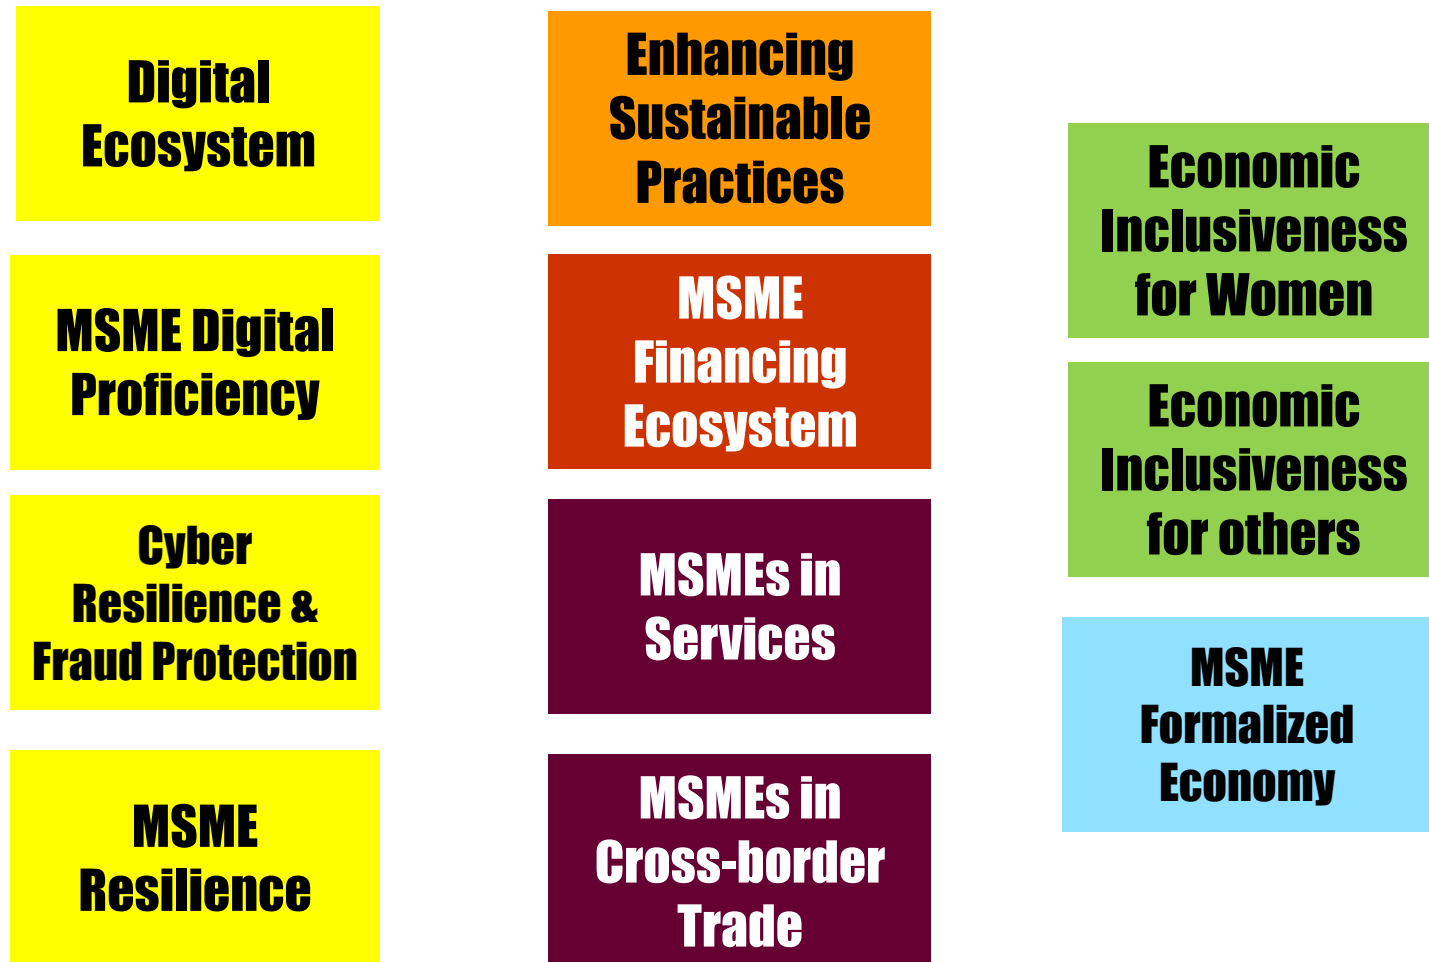 Digital
Ecosystem
MSME Digital
Proficiency
Cyber
Resilience &
Fraud Protection
MSME
Resilience
Enhancing
Sustainable
Practices
MSME
Financing
Ecosystem
MSMEs in
Services
MSMEs in
Cross-border
Trade
Economic
Inclusiveness
for Women
Economic
Inclusiveness
for others
MSME
Formalized
Economy